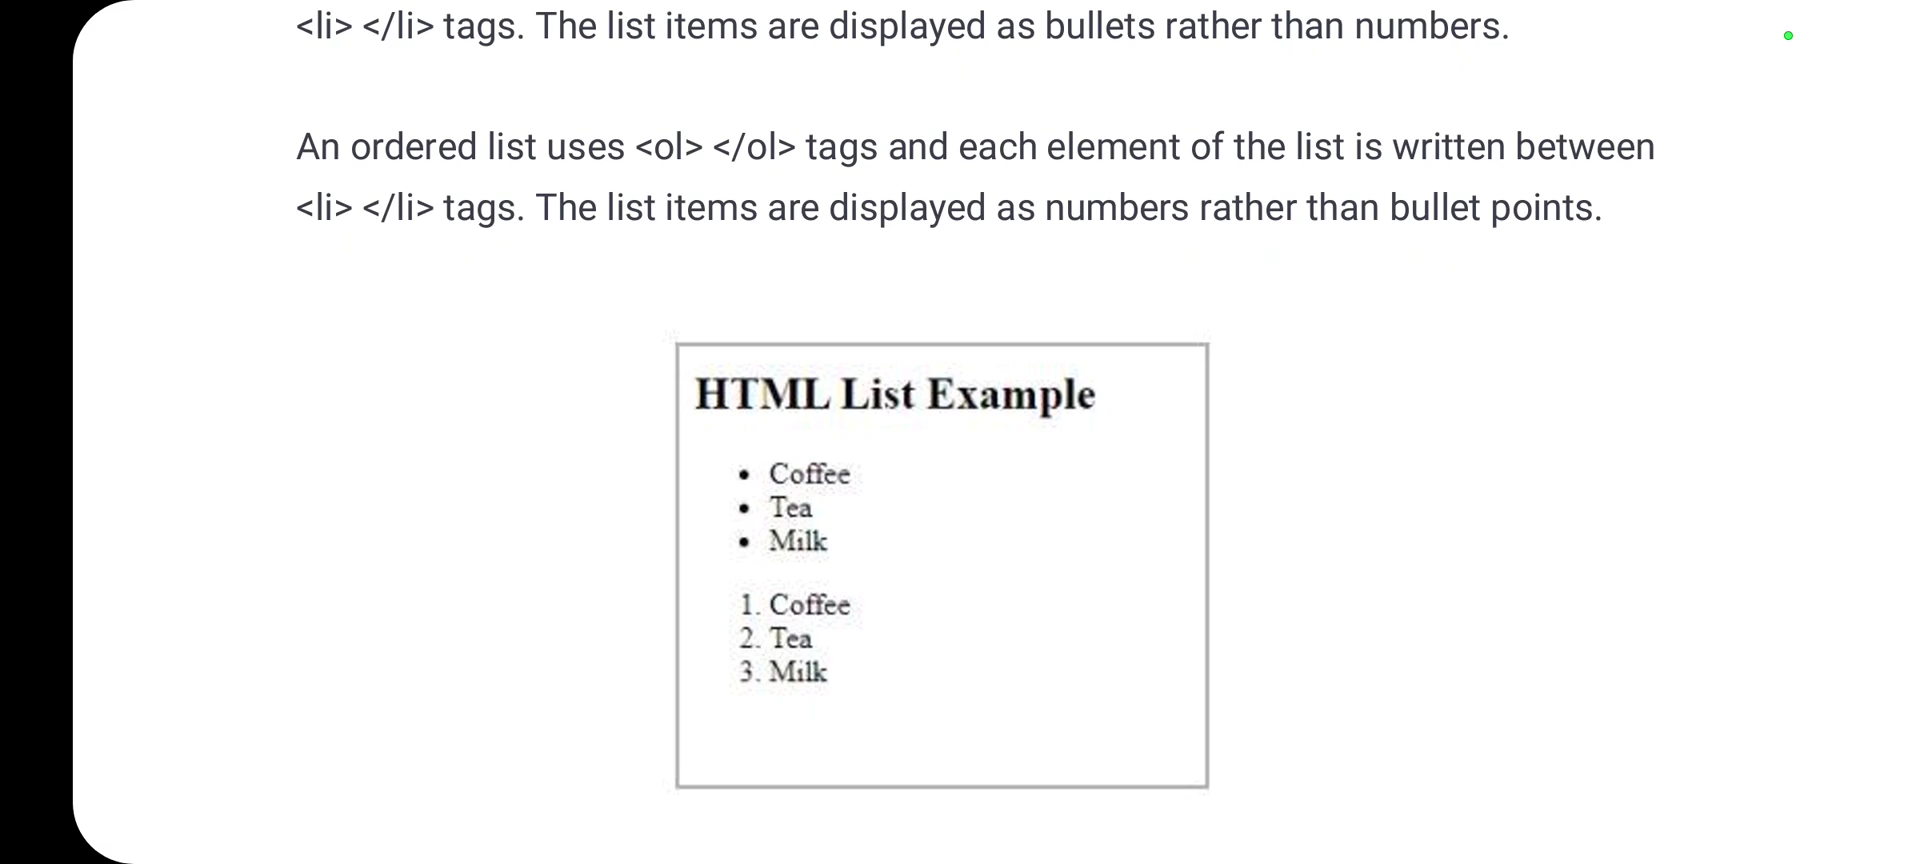 <li> </li> tags. The list items are displayed as bullets rather than numbers.
An ordered list uses <ol> </ol> tags and each element of the list is written between
<li> </li> tags. The list items are displayed as numbers rather than bullet points.
HTML List Example
• Coffee
• Tea
• Milk
1. Coffee
2. Tea
3. Milk